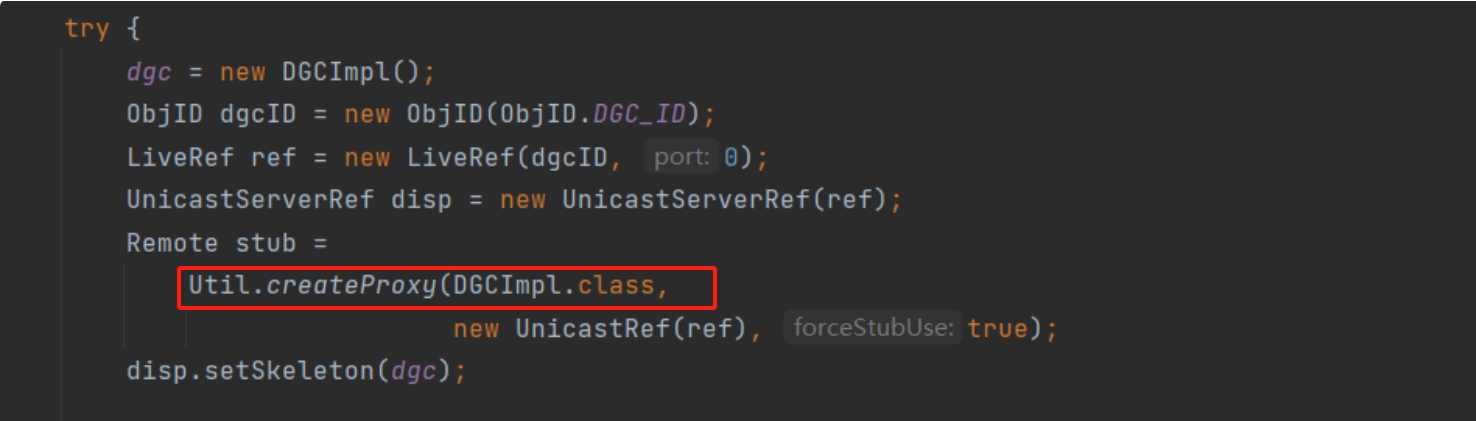 try {
dgc = new DGCImpl();
ObjID dgcID = new ObjID(ObjID.DGC_ID);
LiveRef ref = new LiveRef(dgcID, port: 0);
UnicastServerRef disp = new UnicastServerRef(ref);
Remote stub =
Util.createProxy(DGCImpl.class,
new UnicastRef(ref), forceStubUse: true);
disp.setSkeleton(dgc);